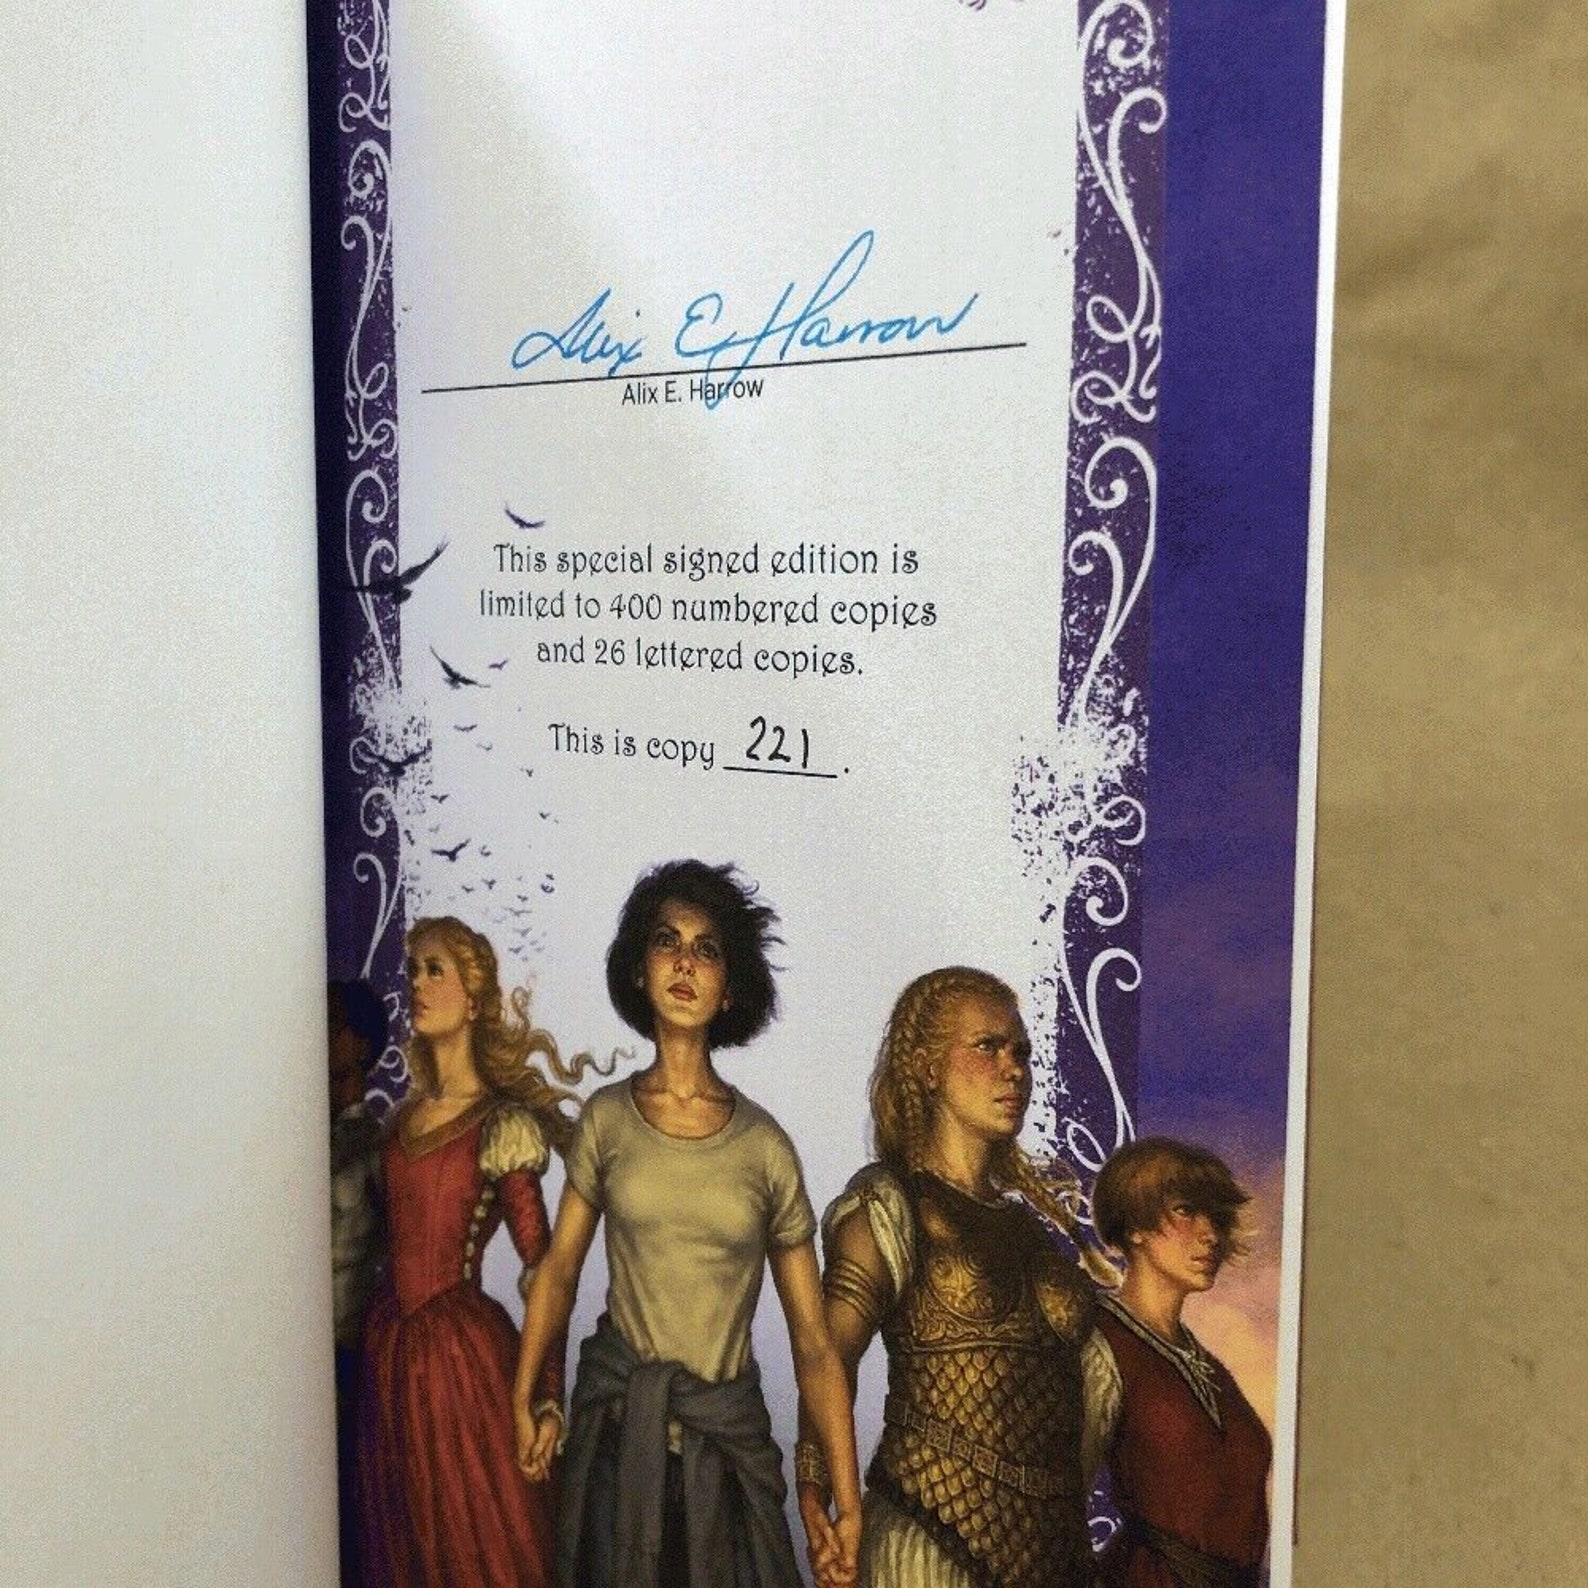 Alix E. Harrow
Alix E. Harrow
This special signed edition is
limited to 400 numbered copies
and 26 lettered copies.
This is copy 221.